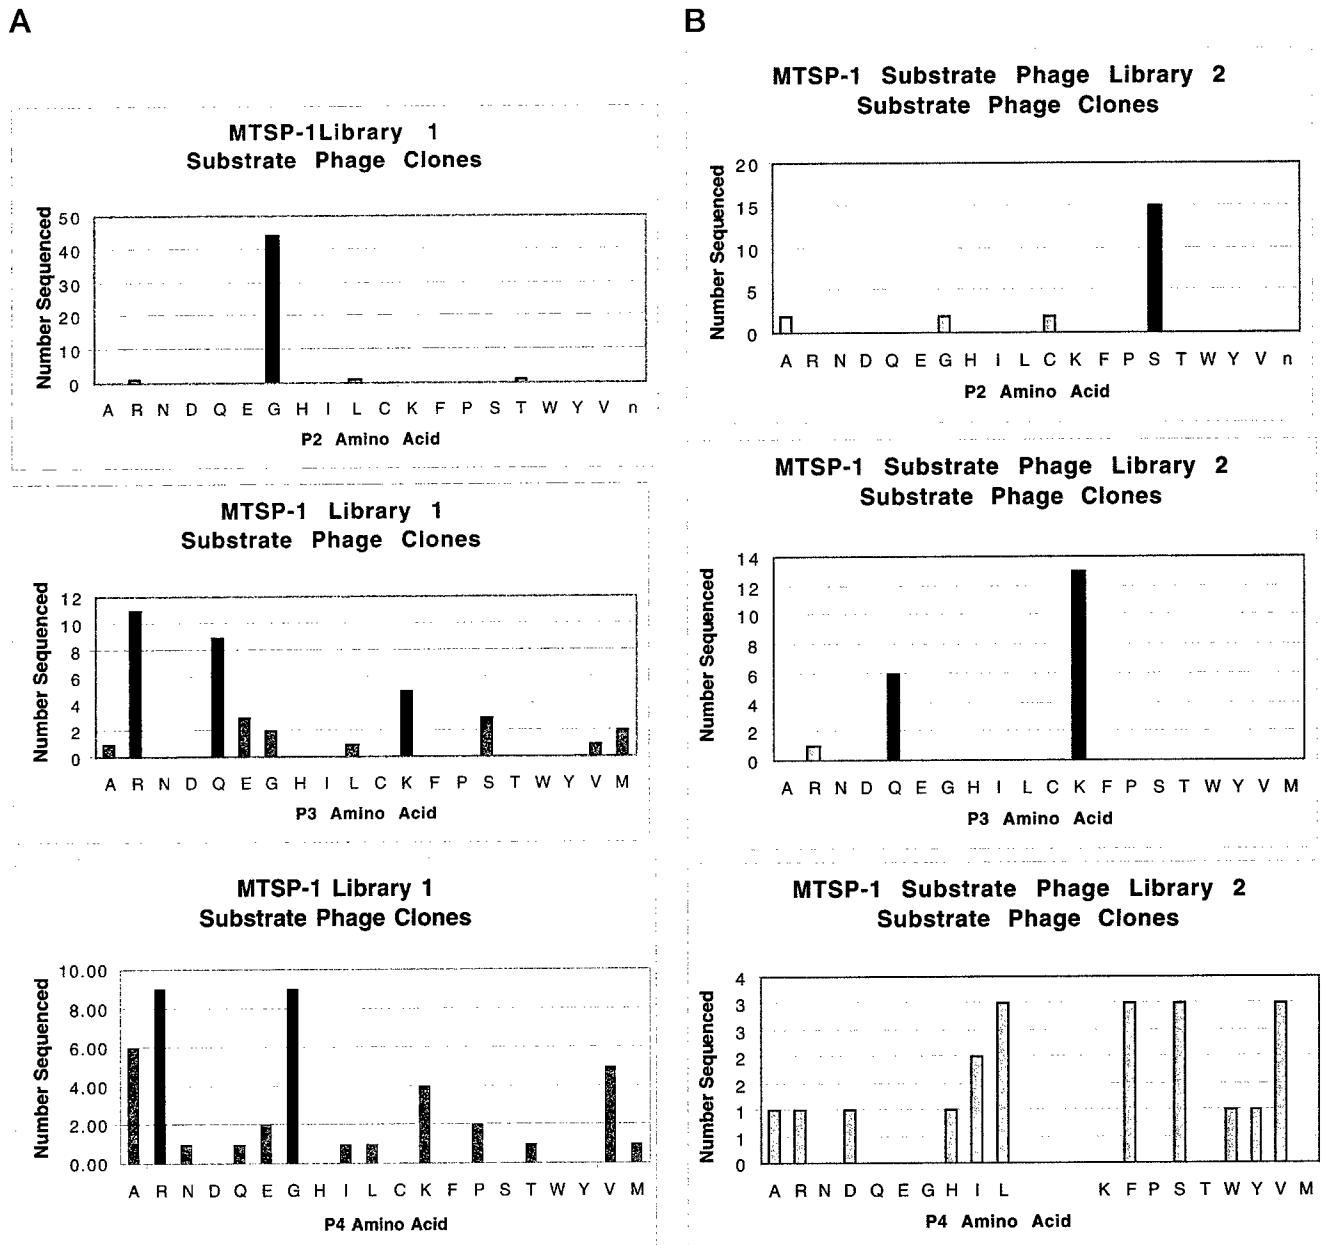 A
MTSP-1Library 1
Substrate Phage Clones
Number Sequenced
50
40
30
20
10
0
A R N D Q E G H I L C K F P S T W Y V n
P2 Amino Acid
MTSP-1 Library 1
Substrate Phage Clones
Number Sequenced
12
10
8
6
4
2
0
A R N D Q E G H I L C K F P S T W Y V M
P3 Amino Acid
MTSP-1 Library 1
Substrate Phage Clones
Number Sequenced
10.00
8.00
6.00
4.00
2.00
0.00
A R N D Q E G H I L C K F P S T W Y V M
P4 Amino Acid
B
MTSP-1 Substrate Phage Library 2
Substrate Phage Clones
Number Sequenced
20
15
10
5
0
A R N D Q E G H I L C K F P S T W Y V n
P2 Amino Acid
MTSP-1 Substrate Phage Library 2
Substrate Phage Clones
Number Sequenced
14
12
10
8
6
4
2
0
A R N D Q E G H I L C K F P S T W Y V M
P3 Amino Acid
MTSP-1 Substrate Phage Library 2
Substrate Phage Clones
Number Sequenced
4
3
3
2
2
1
1
0
A R N D Q E G H I L K F P S T W Y V M
P4 Amino Acid